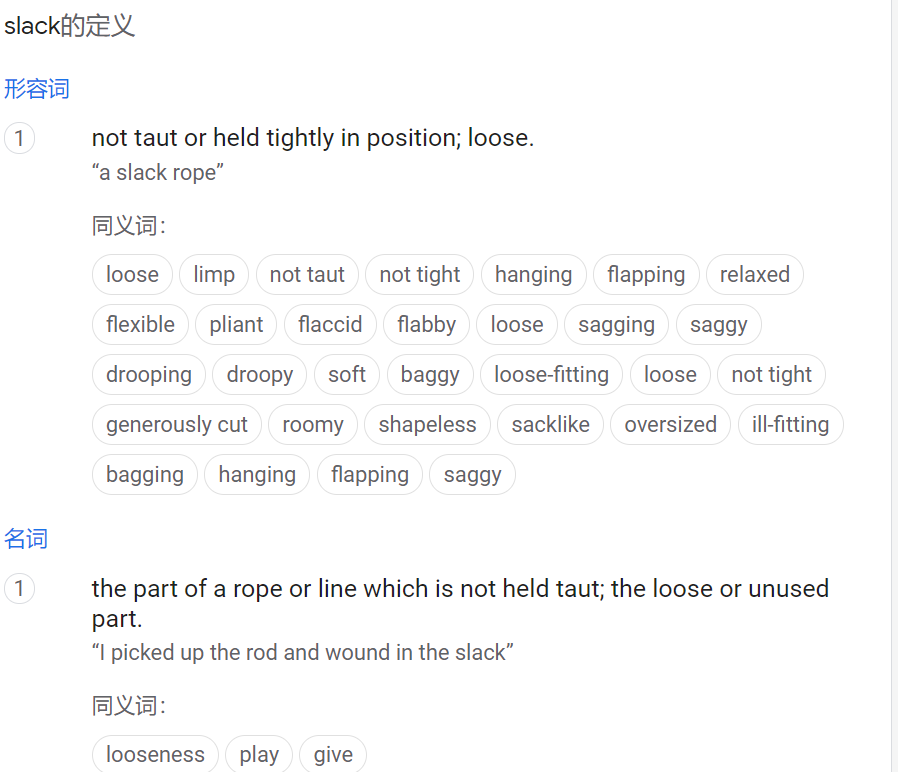 slack的定义
形容词
1 not taut or held tightly in position; loose.
“a slack rope”
同义词：
loose limp not taut not tight hanging flapping relaxed
flexible pliant flaccid flabby loose sagging saggy
drooping droopy soft baggy loose-fitting loose not tight
generously cut roomy shapeless sacklike oversized ill-fitting
bagging hanging flapping saggy
名词
1 the part of a rope or line which is not held taut; the loose or unused
part.
“I picked up the rod and wound in the slack”
同义词：
looseness play give